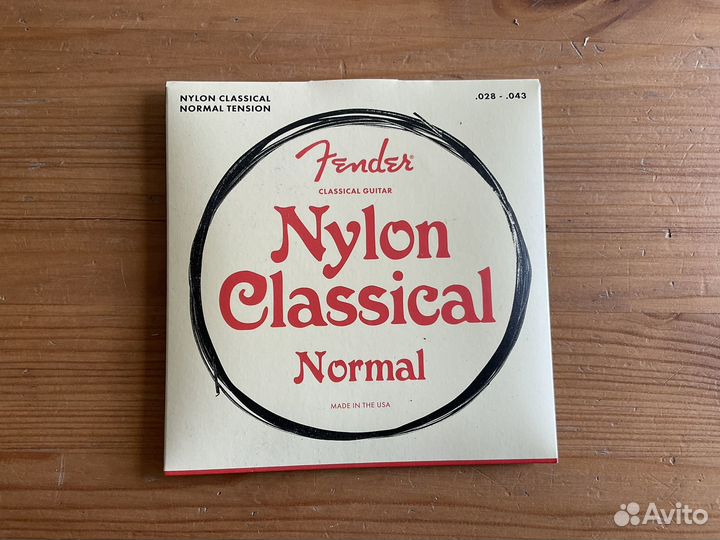 NYLON CLASSICAL
NORMAL TENSION
.028 - .043
Fender®
CLASSICAL GUITAR
Nylon
Classical
Normal
MADE IN THE USA
Avito